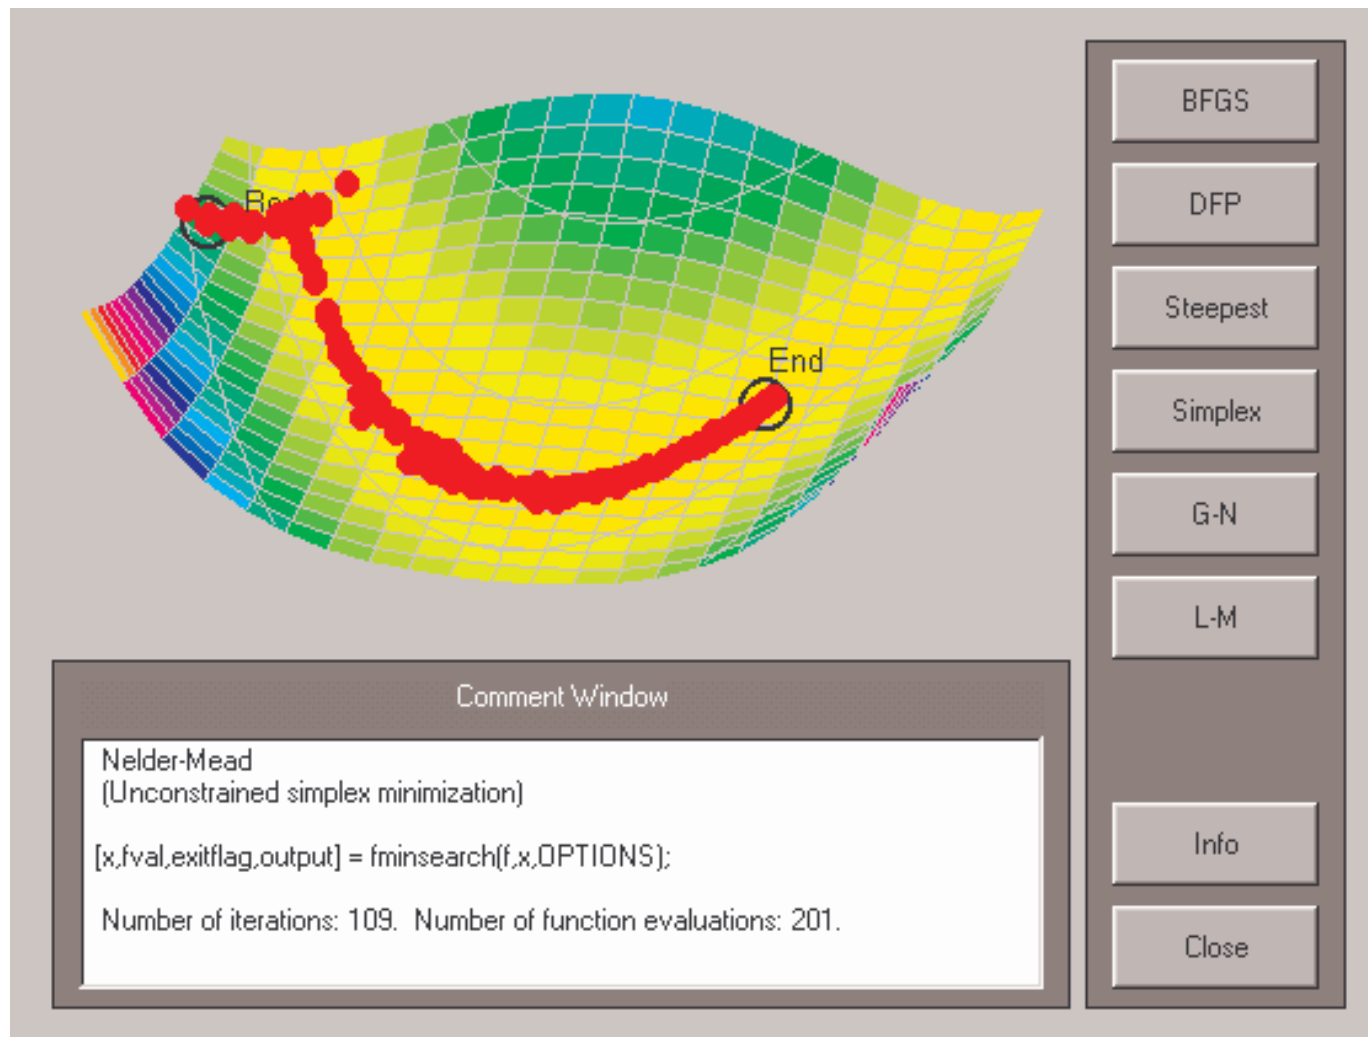 End
BFGS
DFP
Steepest
Simplex
G-N
L-M
Info
Close
Comment Window
Nelder-Mead
(Unconstrained simplex minimization)
[x,fval,exitflag,output] = fminsearch(f,x,OPTIONS);
Number of iterations: 109. Number of function evaluations: 201.